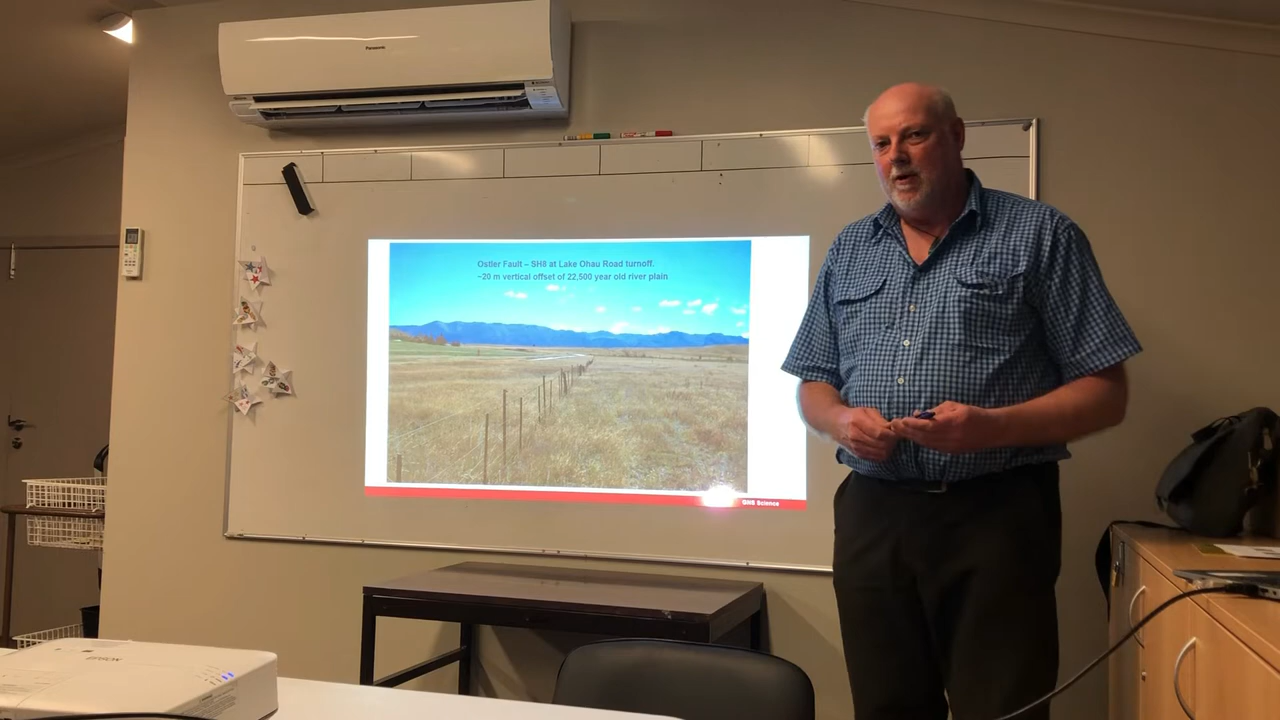 Panasonic
Ostler Fault – SH8 at Lake Ohau Road turnoff.
~20 m vertical offset of 22,500 year old river plain
GNS Science
EPSON